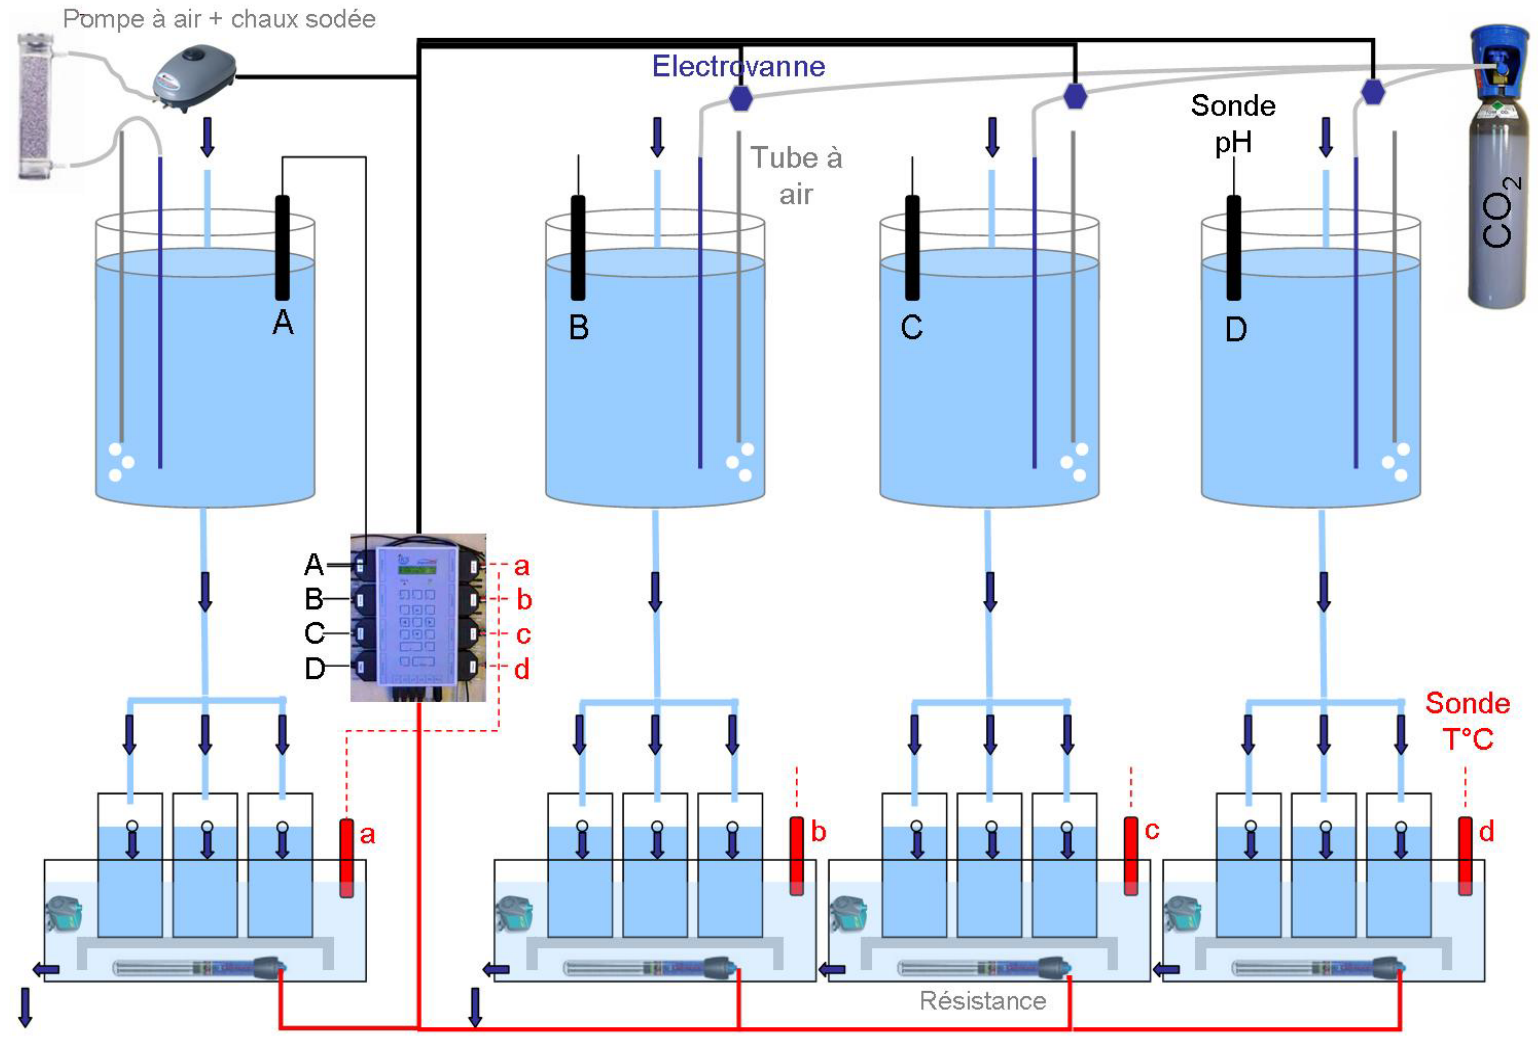 Pompe à air + chaux sodée
Electrovanne
Sonde
pH
Tube à
air
CO2
A
B
C
D
A
B
C
D
a
b
c
d
Sonde
T°C
a
b
c
d
Résistance